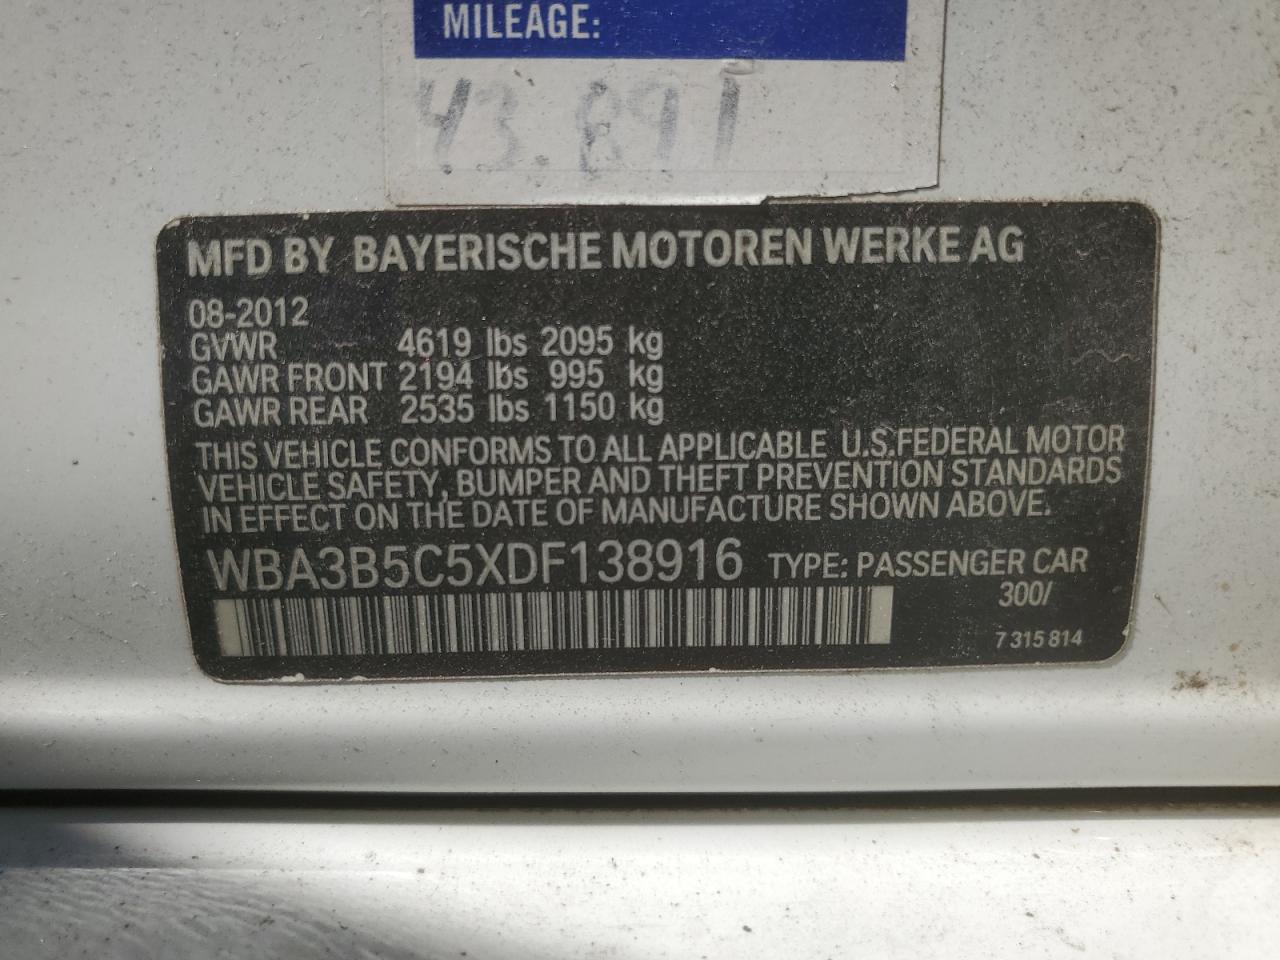 MILEAGE:
43.891
MFD BY BAYERISCHE MOTOREN WERKE AG
08-2012
GVWR 4619 lbs 2095 kg
GAWR FRONT 2194 lbs 995 kg
GAWR REAR 2535 lbs 1150 kg
THIS VEHICLE CONFORMS TO ALL APPLICABLE U.S.FEDERAL MOTOR
VEHICLE SAFETY, BUMPER AND THEFT PREVENTION STANDARDS
IN EFFECT ON THE DATE OF MANUFACTURE SHOWN ABOVE.
WBA3B5C5XDF138916 TYPE: PASSENGER CAR
300/
7 315 814